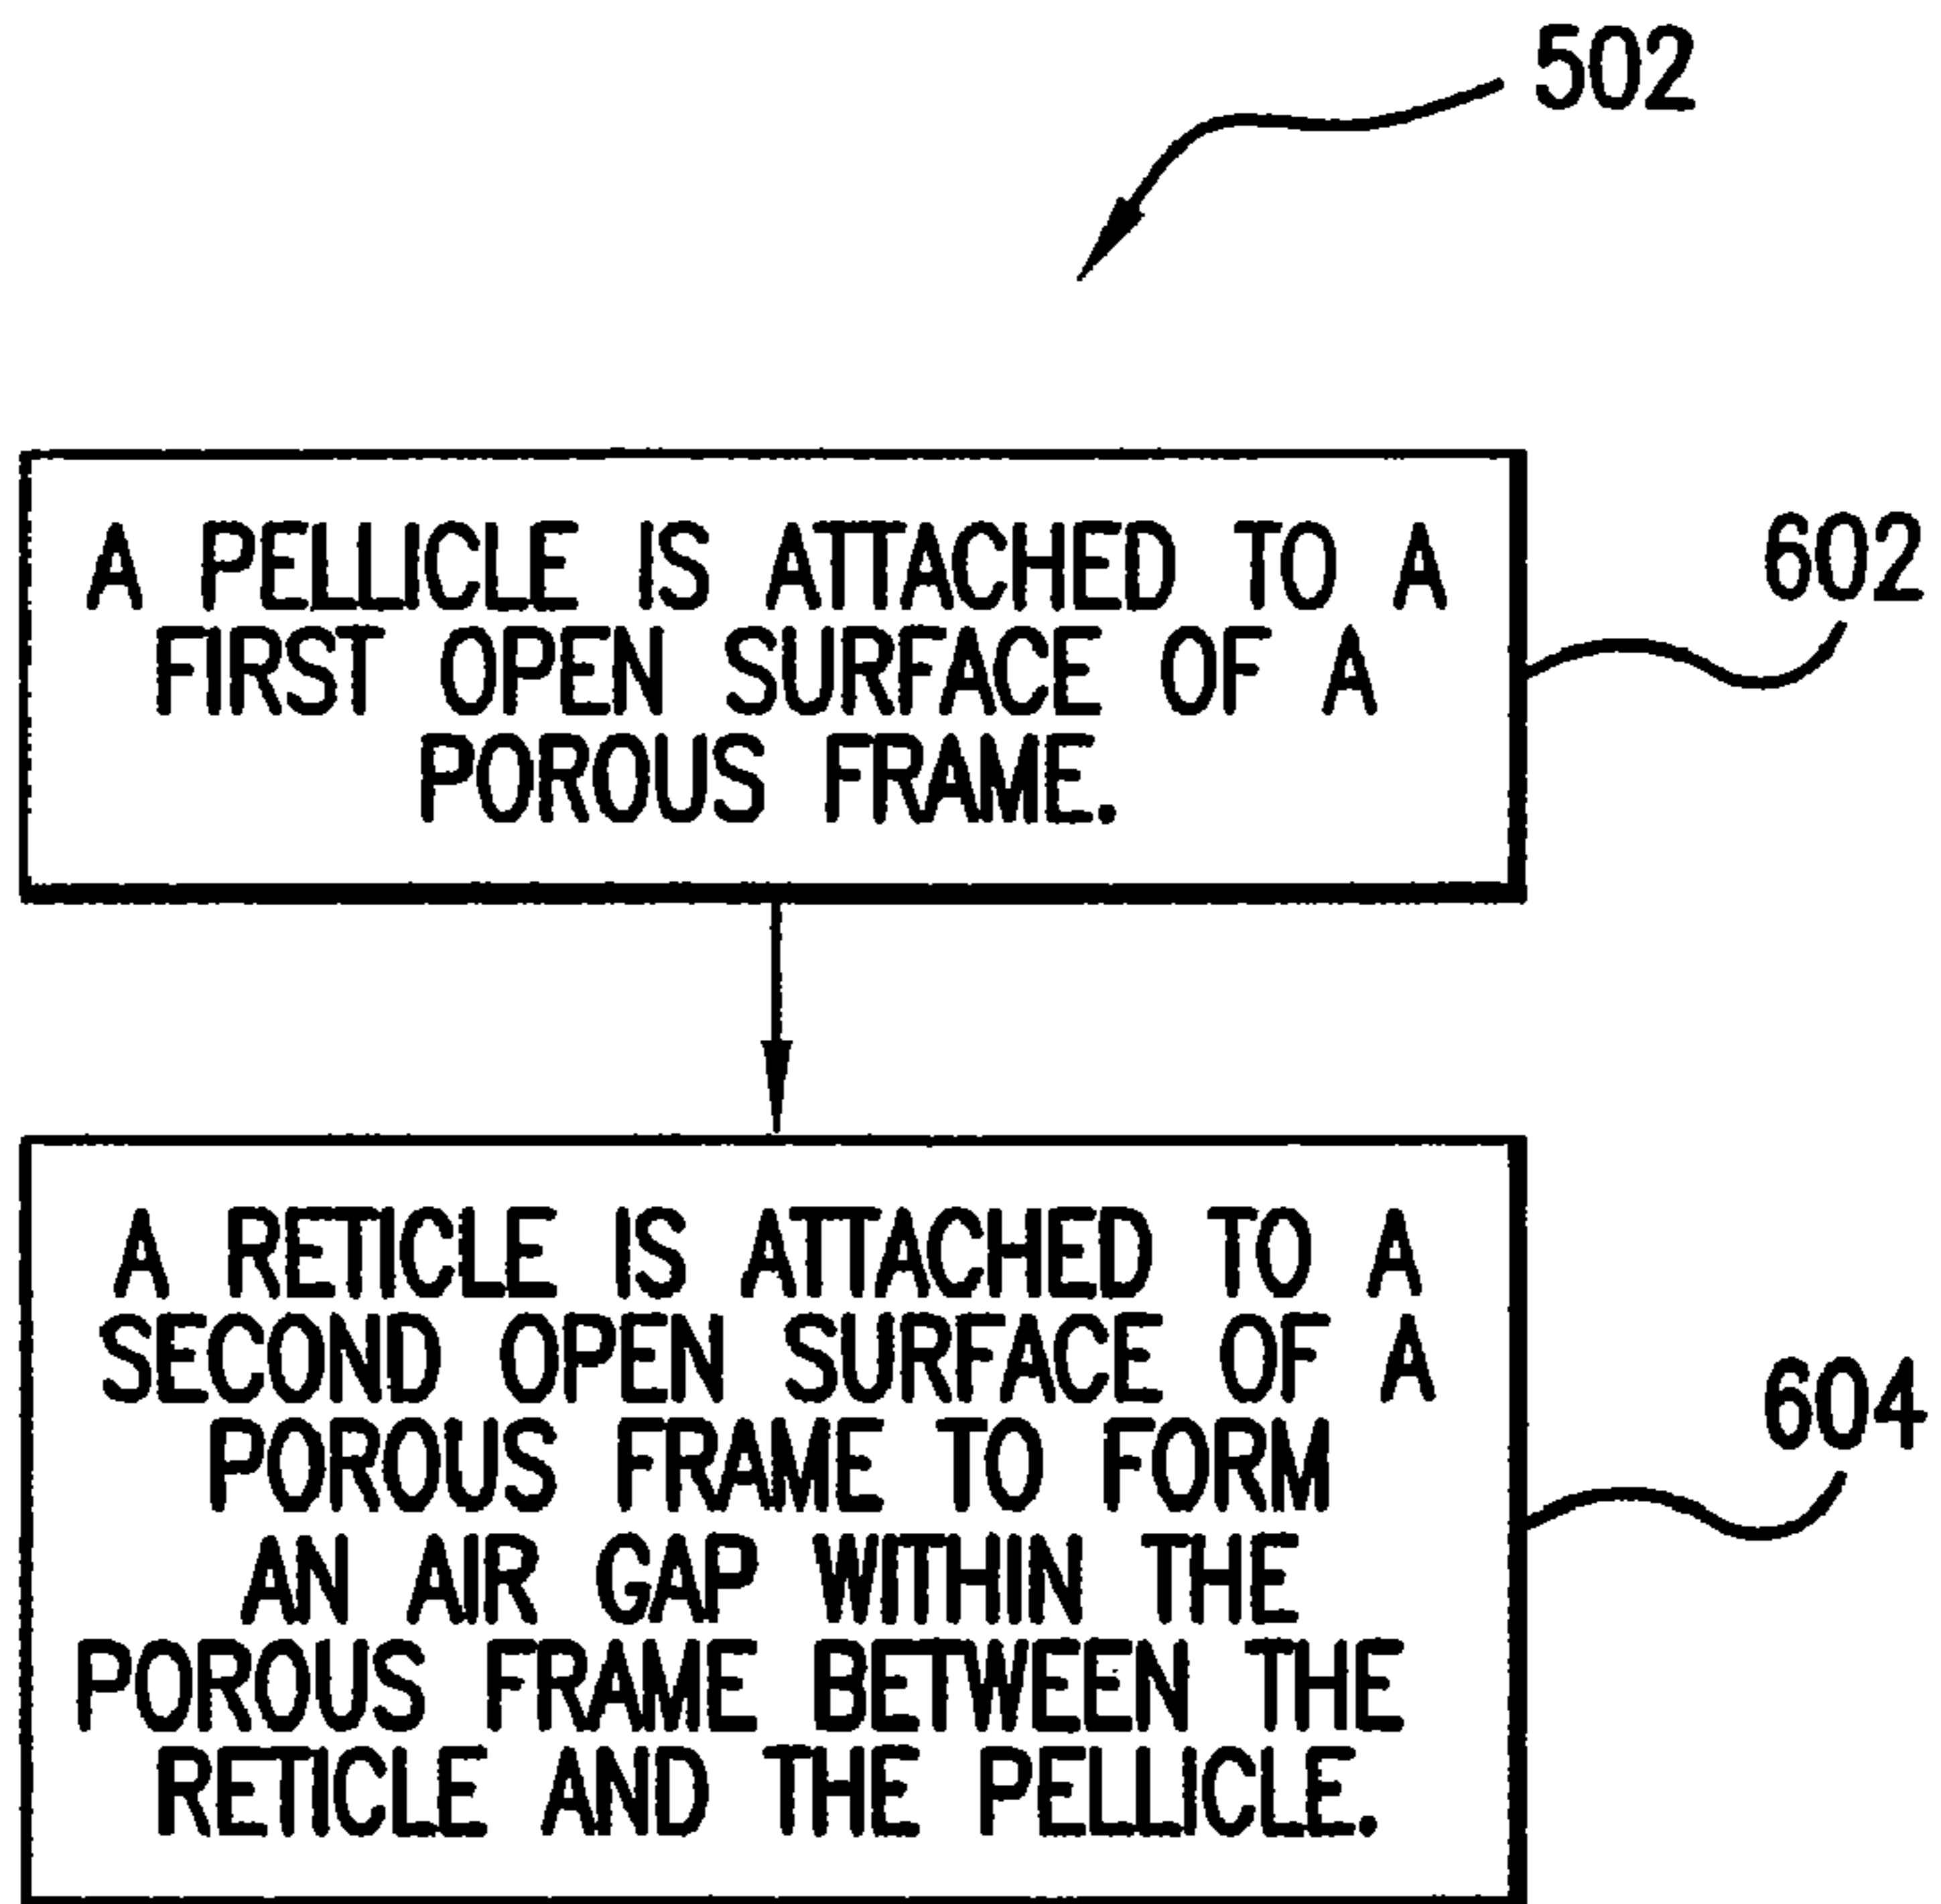 502
A PELLICLE IS ATTACHED TO A
FIRST OPEN SURFACE OF A
POROUS FRAME.
602
A RETICLE IS ATTACHED TO A
SECOND OPEN SURFACE OF A
POROUS FRAME TO FORM
AN AIR GAP WITHIN THE
POROUS FRAME BETWEEN THE
RETICLE AND THE PELLICLE.
604